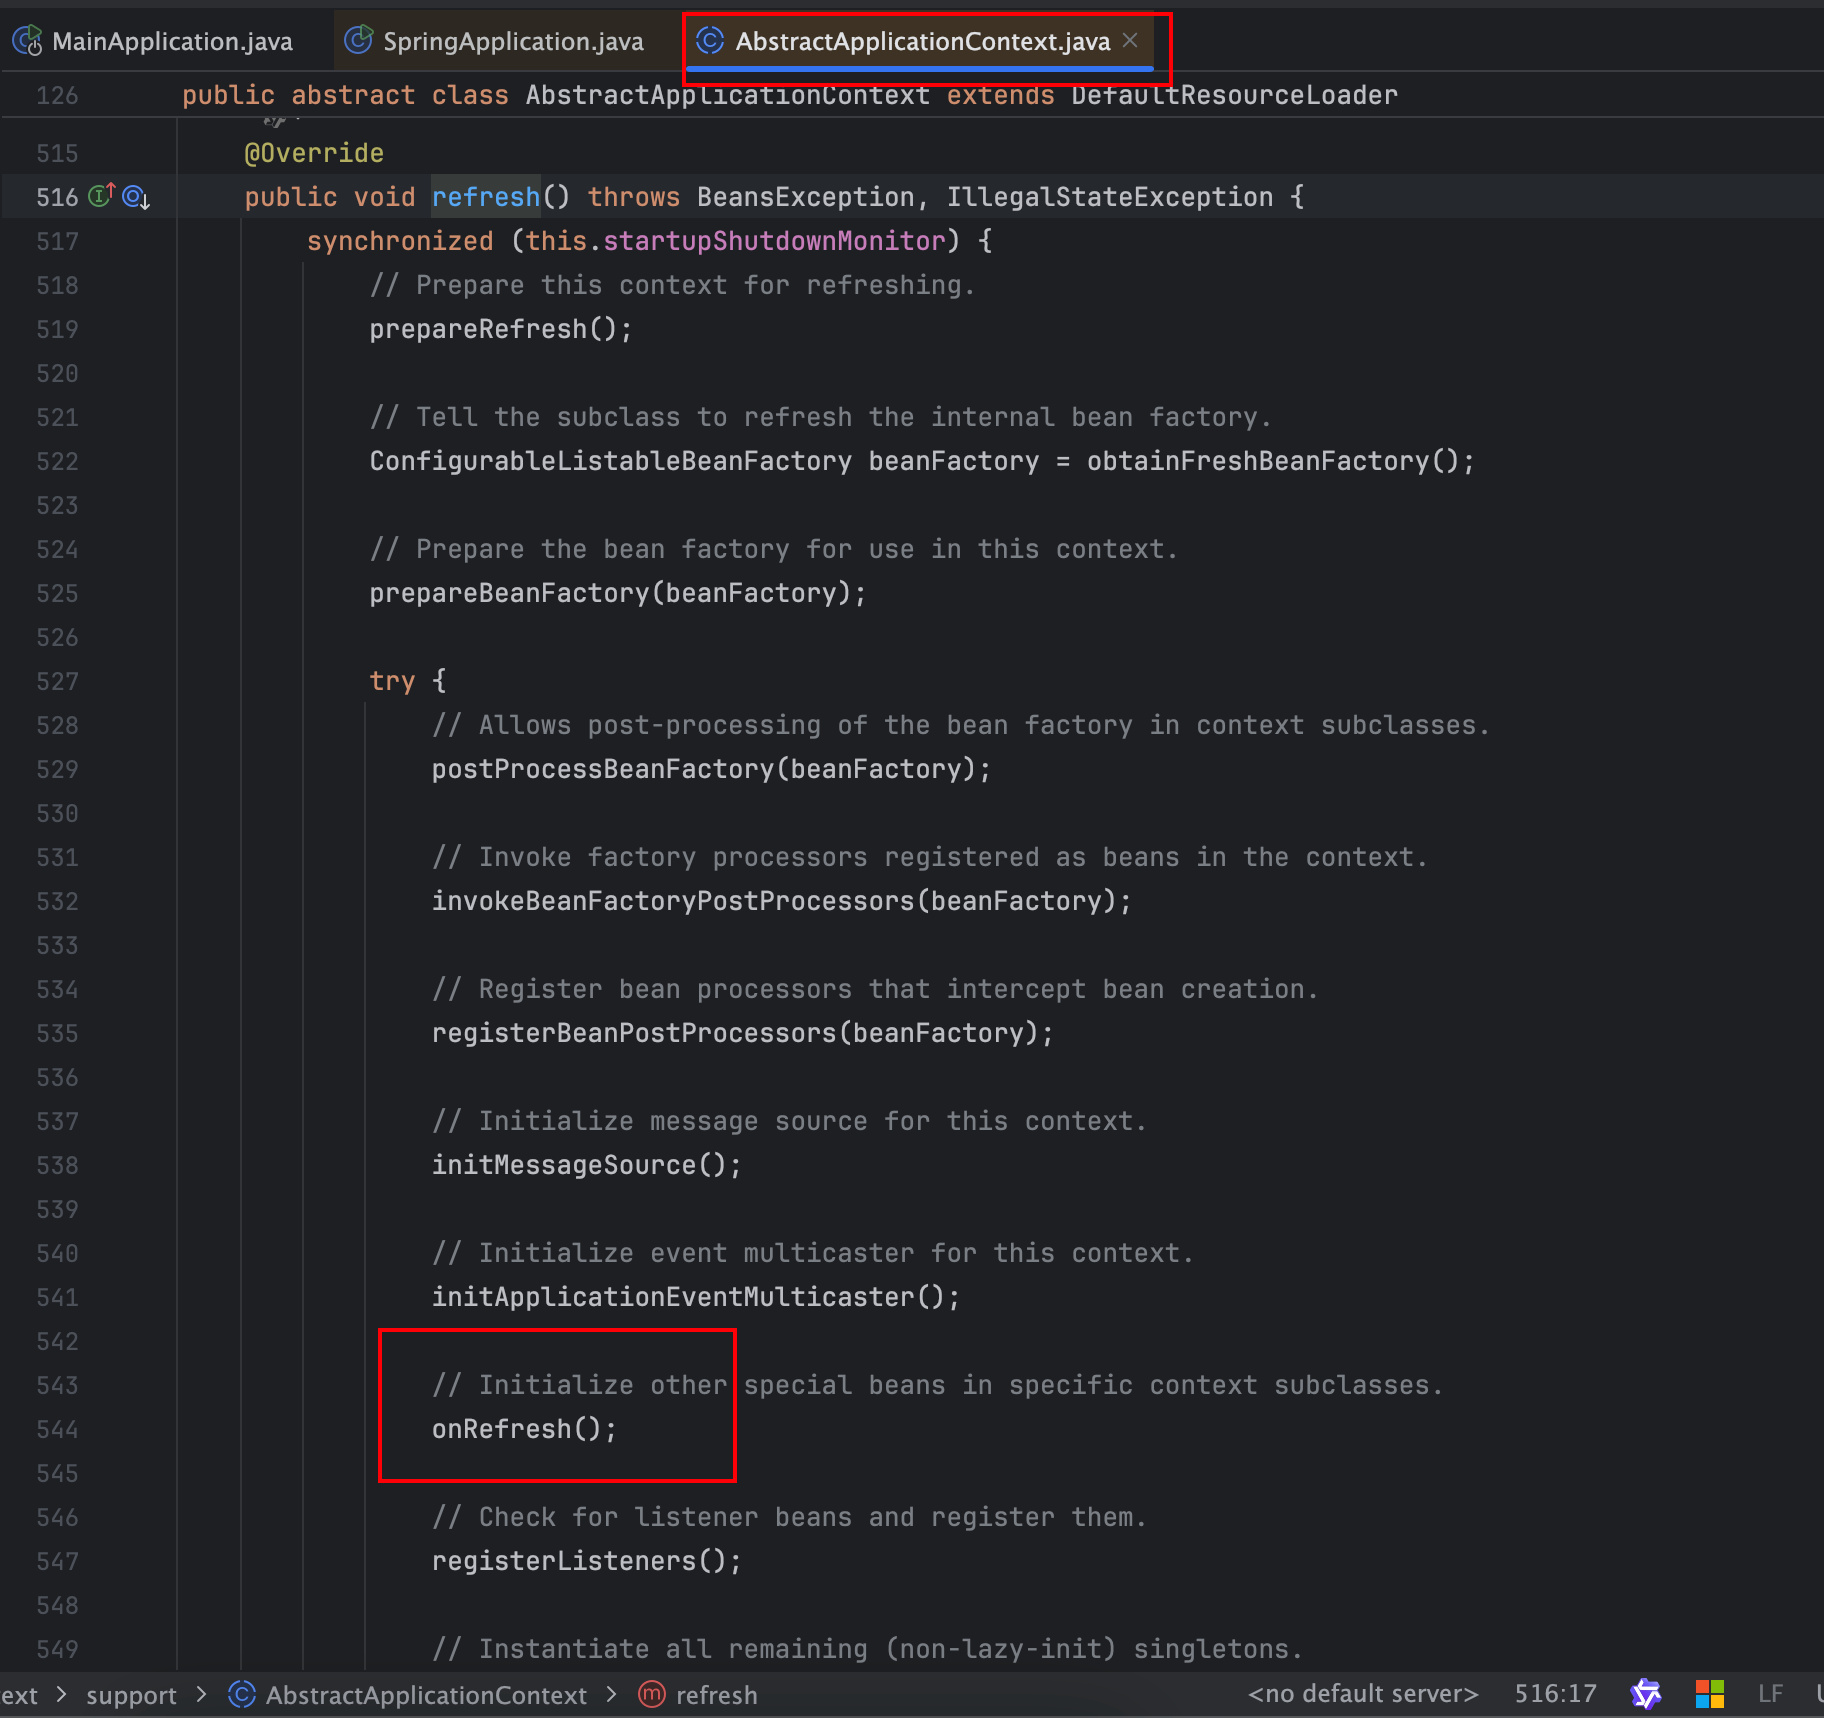 MainApplication.java SpringApplication.java AbstractApplicationContext.java
126 public abstract class AbstractApplicationContext extends DefaultResourceLoader
515 @Override
516 public void refresh() throws BeansException, IllegalStateException {
517 synchronized (this.startupShutdownMonitor) {
518 // Prepare this context for refreshing.
519 prepareRefresh();
520
521 // Tell the subclass to refresh the internal bean factory.
522 ConfigurableListableBeanFactory beanFactory = obtainFreshBeanFactory();
523
524 // Prepare the bean factory for use in this context.
525 prepareBeanFactory(beanFactory);
526
527 try {
528 // Allows post-processing of the bean factory in context subclasses.
529 postProcessBeanFactory(beanFactory);
530
531 // Invoke factory processors registered as beans in the context.
532 invokeBeanFactoryPostProcessors(beanFactory);
533
534 // Register bean processors that intercept bean creation.
535 registerBeanPostProcessors(beanFactory);
536
537 // Initialize message source for this context.
538 initMessageSource();
539
540 // Initialize event multicaster for this context.
541 initApplicationEventMulticaster();
542
543 // Initialize other special beans in specific context subclasses.
544 onRefresh();
545
546 // Check for listener beans and register them.
547 registerListeners();
548
549 // Instantiate all remaining (non-lazy-init) singletons.
ext > support > AbstractApplicationContext > refresh <no default server> 516:17 LF